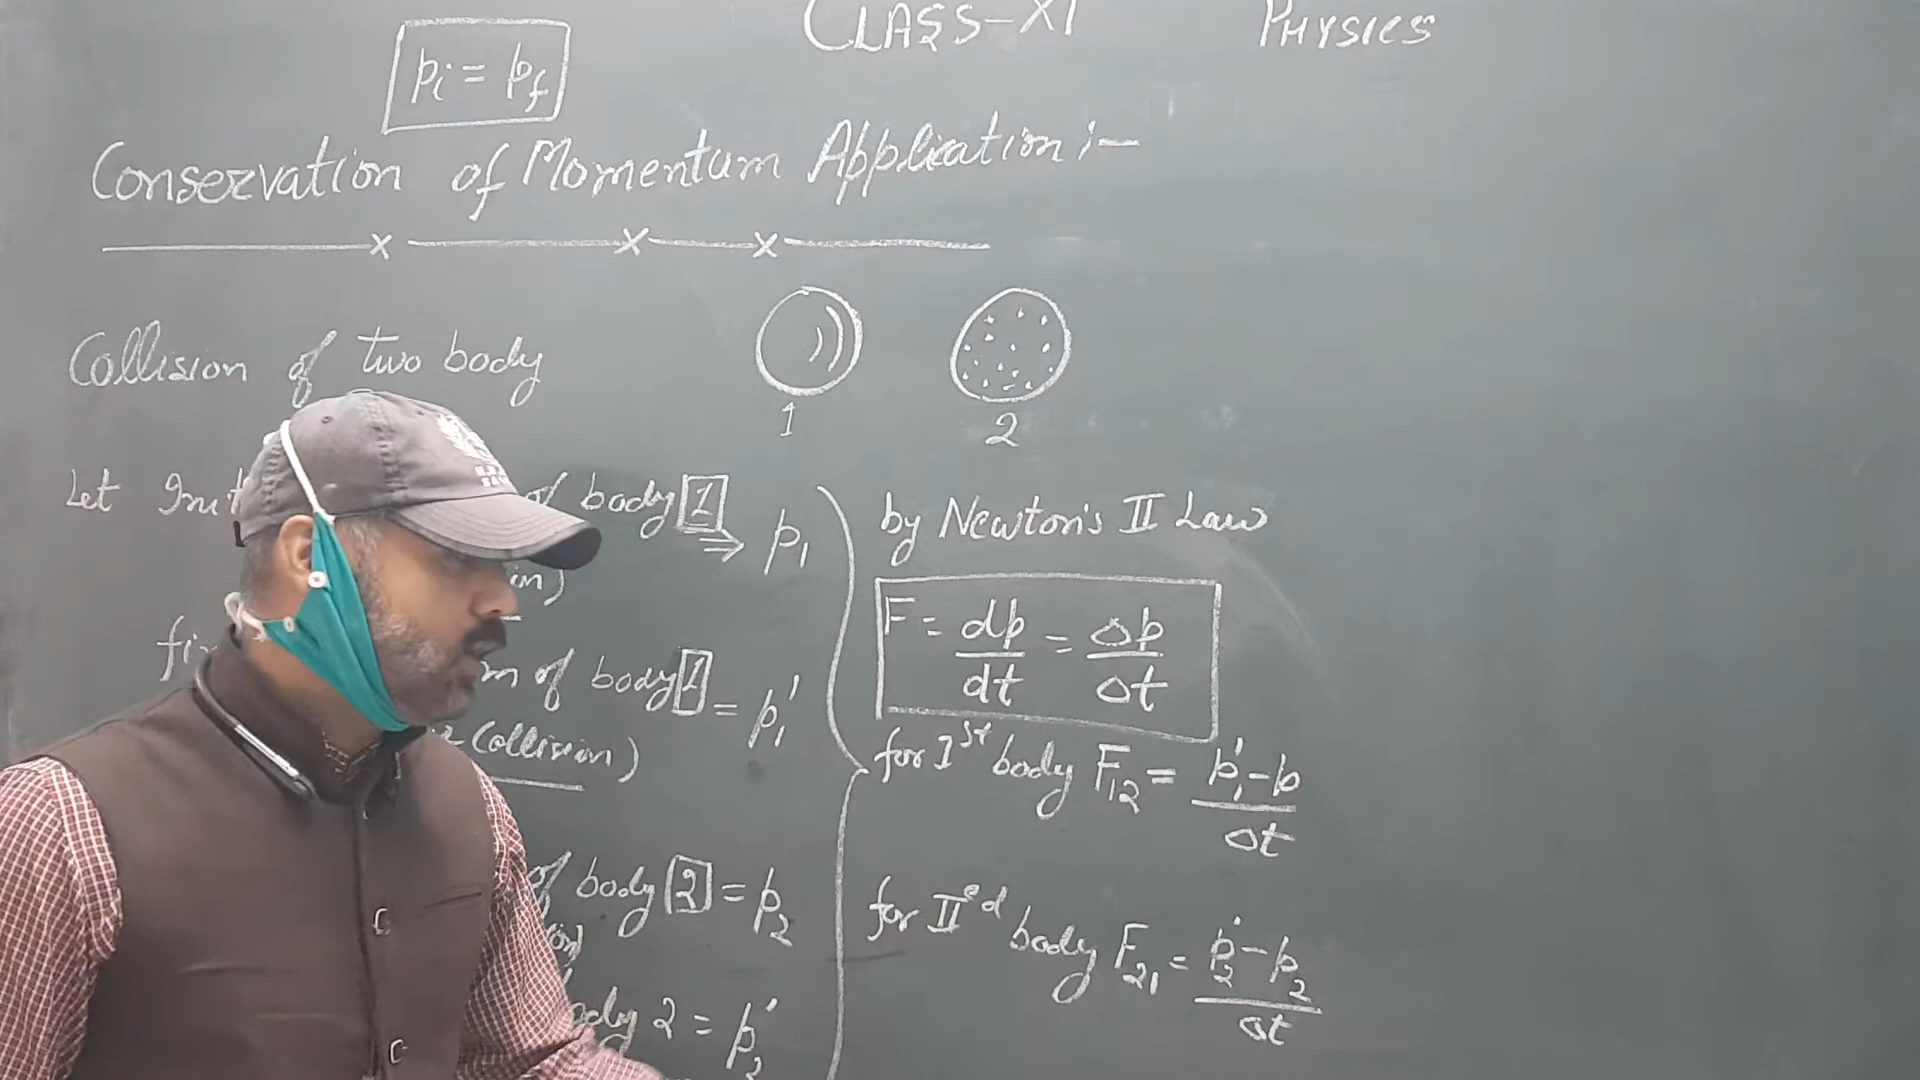 CLASS-XI PHYSICS
pi = pf
Conservation of Momentum Application :-
Collision of two body
1 2
Let of body 1 ⇒ p1
of body 1 = p1'
Collision)
of body 2 = p2
2 = p2'
by Newton's II Law
F = dp/dt = Δp/Δt
for Ist body F12 = p1' - p/Δt
for IIed body F21 = p2' - p2/Δt